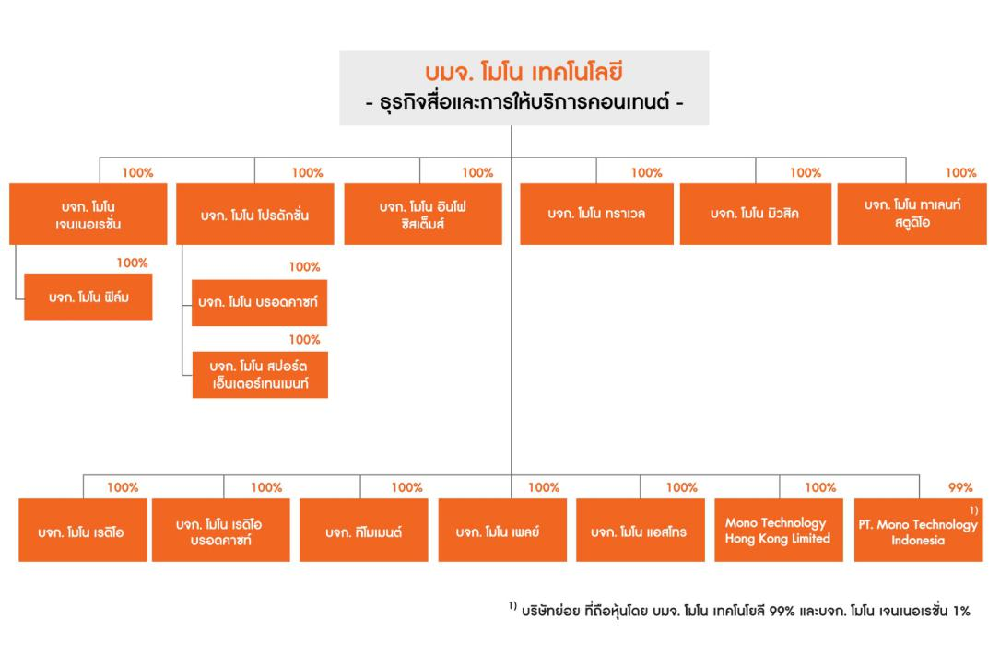 บมจ. โมโน เทคโนโลยี
- ธุรกิจสื่อและการให้บริการคอนเทนต์ -
100%
100%
100%
100%
100%
100%
บจก. โมโน
เจนเนอเรชั่น
บจก. โมโน โปรดักชั่น
บจก. โมโน อินโฟ
ซิสเต็มส์
บจก. โมโน ทราเวล
บจก. โมโน มิวสิค
บจก. โมโน ทาเลนท์
สตูดิโอ
100%
บจก. โมโน ฟิล์ม
100%
บจก. โมโน บรอดคาซท์
100%
บจก. โมโน สปอร์ต
เอ็นเตอร์เทนเมนท์
100%
100%
100%
100%
100%
100%
99%
บจก. โมโน เรดิโอ
บจก. โมโน เรดิโอ
บรอดคาซท์
บจก. ทีโมเมนต์
บจก. โมโน เพลย์
บจก. โมโน แอสโทร
Mono Technology
Hong Kong Limited
1)
PT. Mono Technology
Indonesia
1) บริษัทย่อย ที่ถือหุ้นโดย บมจ. โมโน เทคโนโยลี 99% และบจก. โมโน เจนเนอเรชั่น 1%